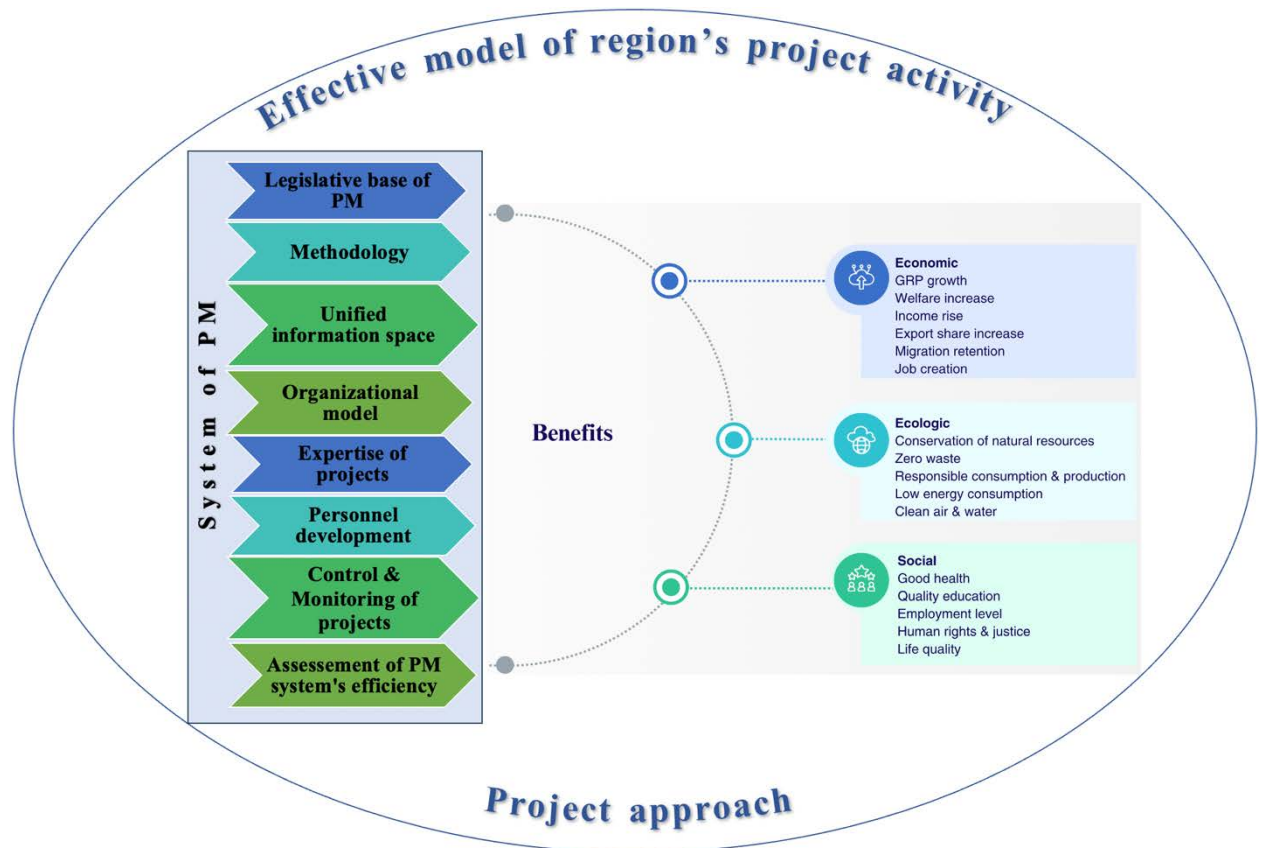 Effective model of region's project activity
System of PM
Legislative base of
PM
Methodology
Unified
information space
Organizational
model
Expertise of
projects
Personnel
development
Control &
Monitoring of
projects
Assessement of PM
system's efficiency
Benefits
Economic
GRP growth
Welfare increase
Income rise
Export share increase
Migration retention
Job creation
Ecologic
Conservation of natural resources
Zero waste
Responsible consumption & production
Low energy consumption
Clean air & water
Social
Good health
Quality education
Employment level
Human rights & justice
Life quality
Project approach